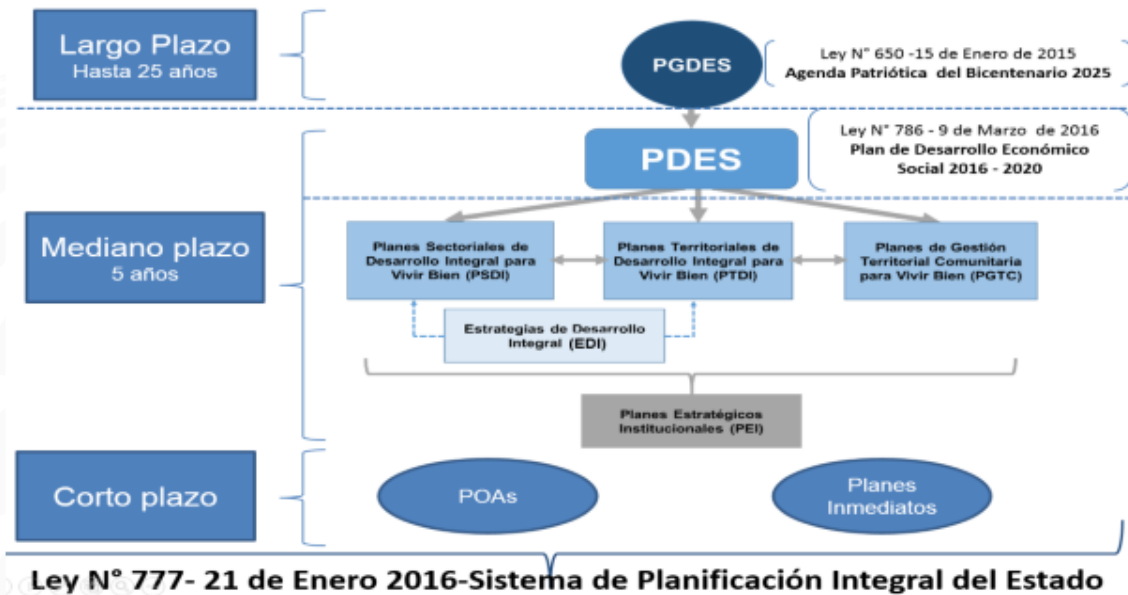 Largo Plazo
Hasta 25 años
PGDES
Ley N° 650 -15 de Enero de 2015
Agenda Patriótica del Bicentenario 2025
PDES
Ley N° 786 - 9 de Marzo de 2016
Plan de Desarrollo Económico
Social 2016 - 2020
Mediano plazo
5 años
Planes Sectoriales de
Desarrollo Integral para
Vivir Bien (PSDI)
Planes Territoriales de
Desarrollo Integral para
Vivir Bien (PTDI)
Planes de Gestión
Territorial Comunitaria
para Vivir Bien (PGTC)
Estrategias de Desarrollo
Integral (EDI)
Planes Estratégicos
Institucionales (PEI)
Corto plazo
POAs
Planes
Inmediatos
Ley N° 777- 21 de Enero 2016-Sistema de Planificación Integral del Estado